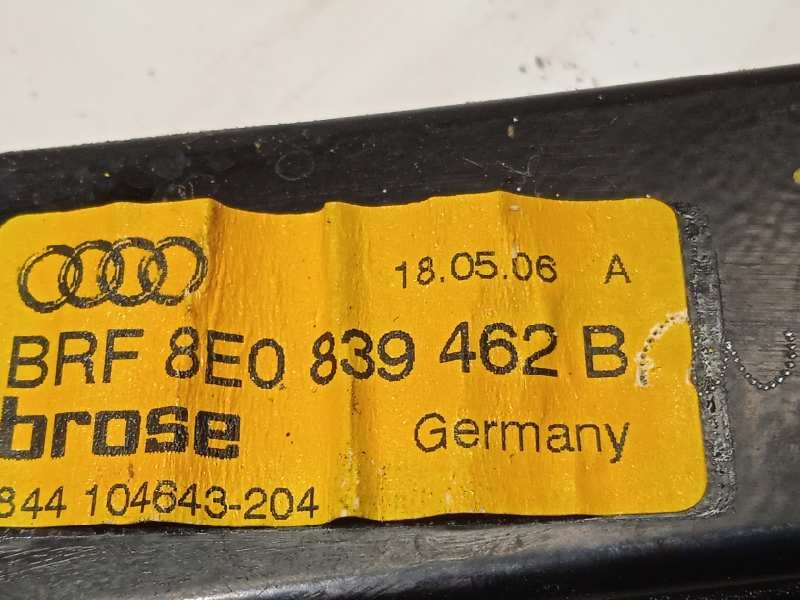 18.05.06 A
BRF 8E0 839 462 B
brose Germany
844 104643-204